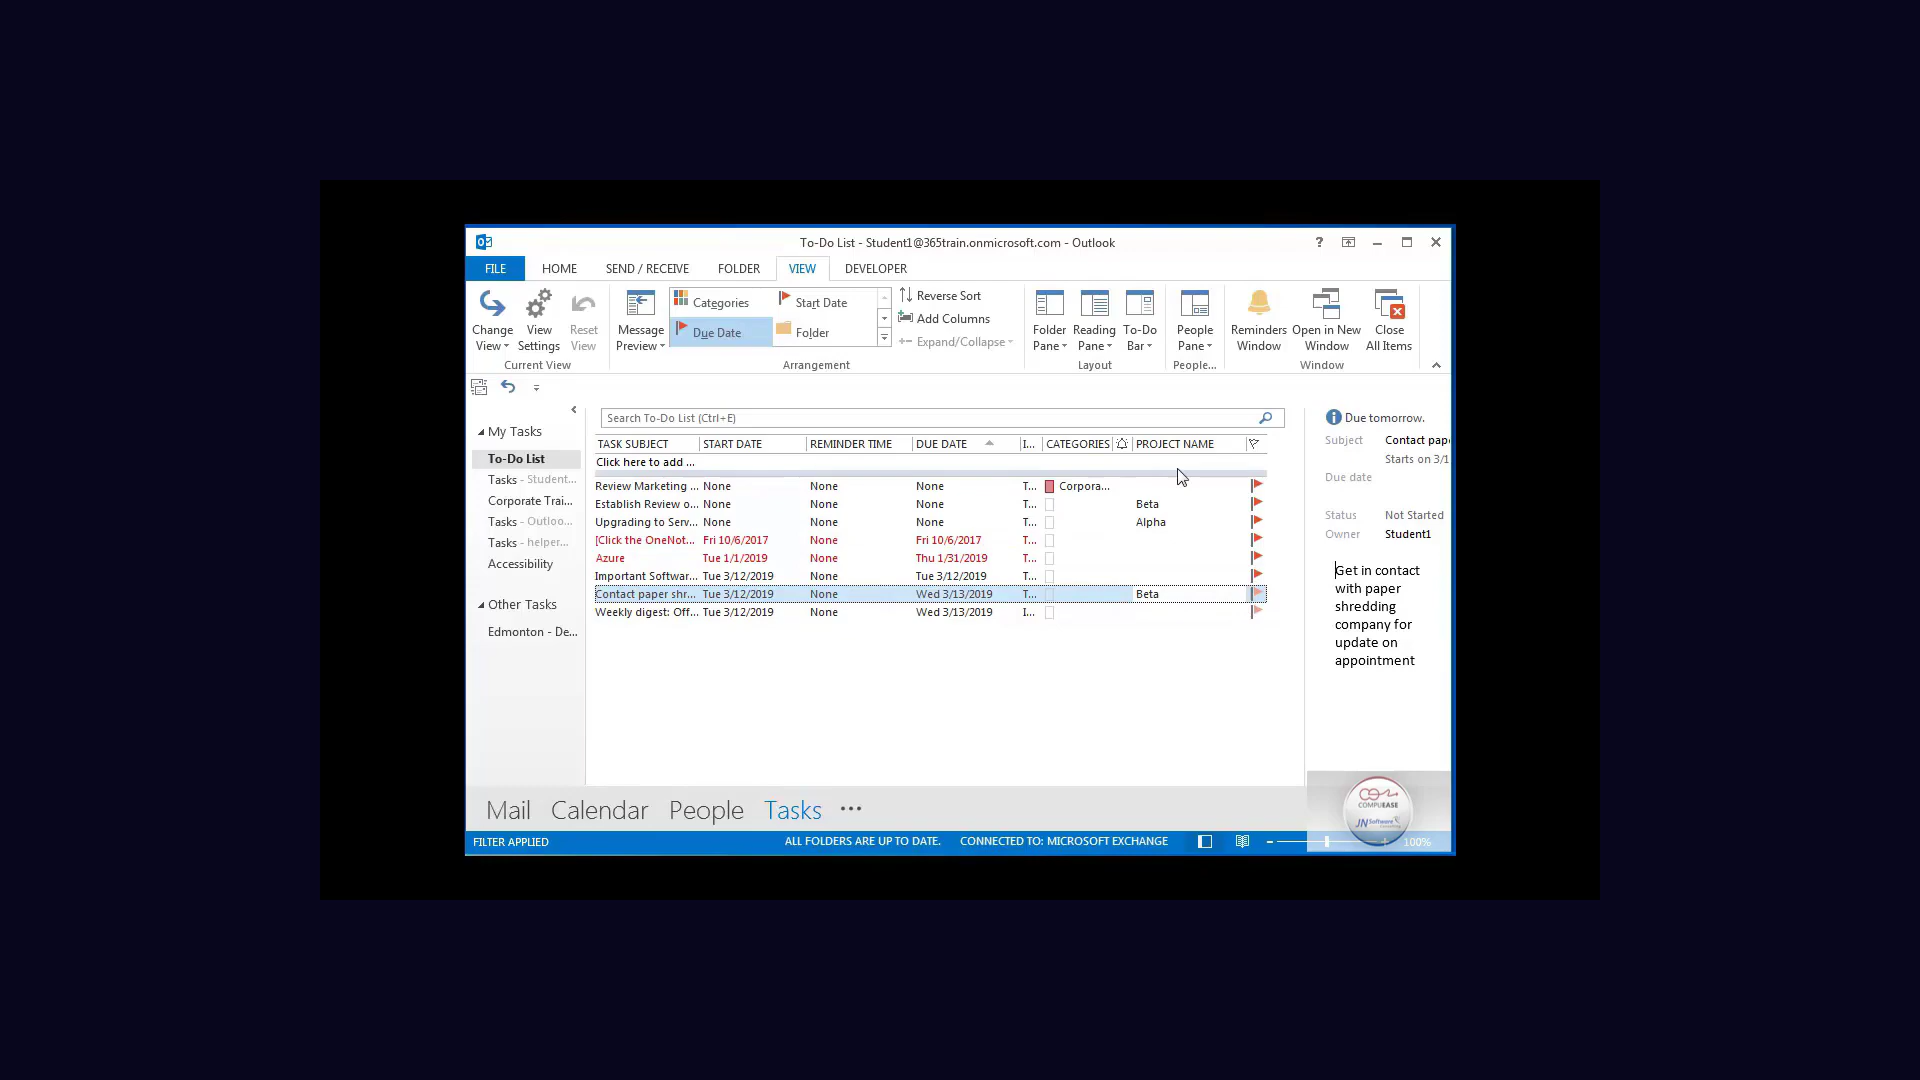 To-Do List - Student1@365train.onmicrosoft.com - Outlook
FILE HOME SEND / RECEIVE FOLDER VIEW DEVELOPER
Change View
View Settings
Reset View
Current View
Message Preview
Categories
Start Date
Due Date
Folder
Reverse Sort
Add Columns
Expand/Collapse
Arrangement
Folder Pane
Reading Pane
To-Do Bar
Layout
People Pane
People...
Reminders Window
Open in New Window
Close All Items
Window
My Tasks
To-Do List
Tasks - Student...
Corporate Trai...
Tasks - Outloo...
Tasks - helper...
Accessibility
Other Tasks
Edmonton - De...
Search To-Do List (Ctrl+E)
TASK SUBJECT START DATE REMINDER TIME DUE DATE I... CATEGORIES PROJECT NAME
Click here to add ...
Review Marketing ... None None None T... Corpora...
Establish Review o... None None None T... Beta
Upgrading to Serv... None None None T... Alpha
[Click the OneNot... Fri 10/6/2017 None Fri 10/6/2017 T...
Azure Tue 1/1/2019 None Thu 1/31/2019 T...
Important Softwar... Tue 3/12/2019 None Tue 3/12/2019 T...
Contact paper shr... Tue 3/12/2019 None Wed 3/13/2019 T... Beta
Weekly digest: Off... Tue 3/12/2019 None Wed 3/13/2019 I...
Due tomorrow.
Subject Contact pap
Starts on 3/1
Due date
Status Not Started
Owner Student1
Get in contact
with paper
shredding
company for
update on
appointment
Mail Calendar People Tasks
COMPUEASE
JN Software
FILTER APPLIED ALL FOLDERS ARE UP TO DATE. CONNECTED TO: MICROSOFT EXCHANGE 100%